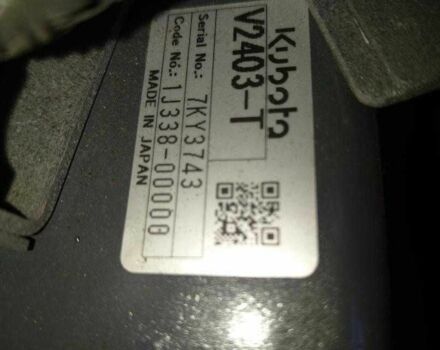 Kubota
V2403-T
Serial No.: 7KY3743
Code No.: 1J338-00000
MADE IN JAPAN